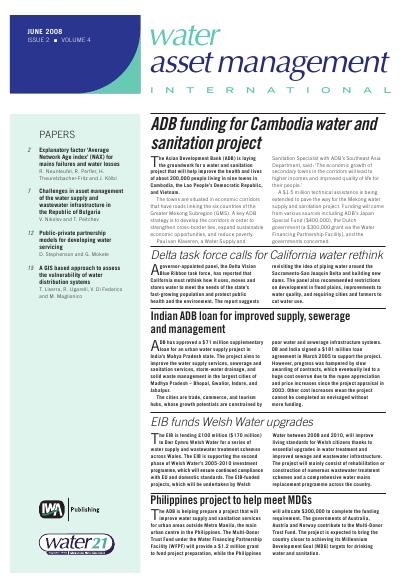 JUNE 2008
ISSUE 2 ■ VOLUME 4
water
asset management
INTERNATIONAL
PAPERS
2 Explanatory factor 'Average
Network Age index' (NAX) for
mains failures and water losses
R. Neunteufel, R. Perfler, H.
Theuretzbacher-Fritz and J. Kölbl
7 Challenges in asset management
of the water supply and
wastewater infrastructure in
the Republic of Bulgaria
V. Nikolov and T. Petchev
12 Public-private partnership
models for developing water
servicing
D. Stephenson and G. Mokete
15 A GIS based approach to assess
the vulnerability of water
distribution systems
T. Liserra, R. Ugarelli, V. Di Federico
and M. Maglionico
IWA Publishing
water21
ADB funding for Cambodia water and
sanitation project
The Asian Development Bank (ADB) is laying
the groundwork for a water and sanitation
project that will help improve the health and lives
of about 200,000 people living in nine towns in
Cambodia, the Lao People's Democratic Republic,
and Vietnam.
The towns are situated in economic corridors
that have roads linking the six countries of the
Greater Mekong Subregion (GMS). A key ADB
strategy is to develop the corridors in order to
strengthen cross-border ties, expand sustainable
economic opportunities, and reduce poverty.
Paul van Klaveren, a Water Supply and
Sanitation Specialist with ADB's Southeast Asia
Department, said: 'The economic growth of
secondary towns in the corridors will lead to
higher incomes and improved quality of life for
their people.'
A $1.5 million technical assistance is being
extended to pave the way for the Mekong water
supply and sanitation project. Funding will come
from various sources including ADB's Japan
Special Fund ($400,000), the Dutch
government (a $300,000 grant via the Water
Financing Partnership Facility), and the
governments concerned.
Delta task force calls for California water rethink
A governor-appointed panel, the Delta Vision
Blue Ribbon task force, has reported that
California must rethink how it uses, moves and
stores water to meet the needs of the state's
fast-growing population and protect public
health and the environment. The report suggests
revisiting the idea of piping water around the
Sacramento-San Joaquin Delta and building new
dams. The panel also recommended restrictions
on development in flood plains, improvements to
water quality, and requiring cities and farmers to
cut water use.
Indian ADB loan for improved supply, sewerage
and management
ADB has approved a $71 million supplementary
loan for an urban water supply project in
India's Madhya Pradesh state. The project aims to
improve the water supply services, sewerage and
sanitation services, storm-water drainage, and
solid waste management in the largest cities of
Madhya Pradesh – Bhopal, Gwalior, Indore, and
Jabalpur.
The cities are trade, commerce, and tourism
hubs, whose growth potentials are constrained by
poor water and sewerage infrastructure systems.
DB and India signed a $181 million loan
agreement in March 2005 to support the project.
However, progress was hampered by slow
awarding of contracts, which eventually led to a
huge cost overrun due to the rupee appreciation
and price increases since the project appraisal in
2003. Other cost increases mean the project
cannot be executed as envisaged without
more funding.
EIB funds Welsh Water upgrades
The EIB is lending £100 million ($170 million)
to Dwr Cymru Welsh Water for a series of
water supply and wastewater treatment schemes
across Wales. The EIB is supporting the second
phase of Welsh Water's 2005-2010 investment
programme, which will ensure continued compliance
with EU and domestic standards. The EIB-funded
projects, which will be undertaken by Welsh
Water between 2008 and 2010, will improve
living standards for Welsh citizens thanks to
essential upgrades in water treatment and
improved sewage and wastewater infrastructure.
The project will mainly consist of rehabilitation or
construction of numerous wastewater treatment
schemes and a comprehensive water mains
replacement programme across the country.
Philippines project to help meet MDGs
The ADB is helping prepare a project that will
improve water supply and sanitation services
for urban areas outside Metro Manila, the main
urban centre in the Philippines. The Multi-Donor
Trust Fund under the Water Financing Partnership
Facility (WFPF) will provide a $1.2 million grant
to fund project preparation, while the Philippines
will allocate $300,000 to complete the funding
requirement. The governments of Australia,
Austria and Norway contribute to the Multi-Donor
Trust Fund. The project is expected to bring the
country closer to achieving its Millennium
Development Goal (MDG) targets for drinking
water and sanitation.